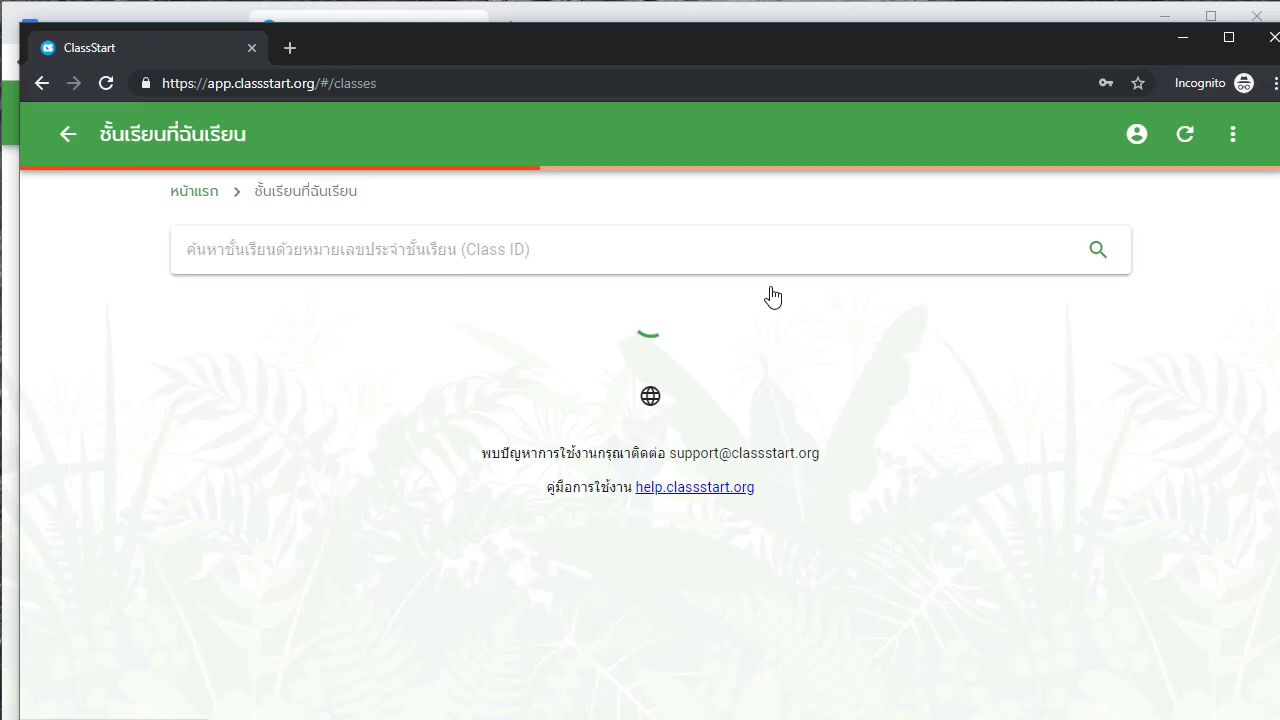 ClassStart
https://app.classstart.org/#/classes
Incognito
ชั้นเรียนที่ฉันเรียน
หน้าแรก > ชั้นเรียนที่ฉันเรียน
ค้นหาชั้นเรียนด้วยหมายเลขประจำชั้นเรียน (Class ID)
พบปัญหาการใช้งานกรุณาติดต่อ support@classstart.org
คู่มือการใช้งาน help.classstart.org